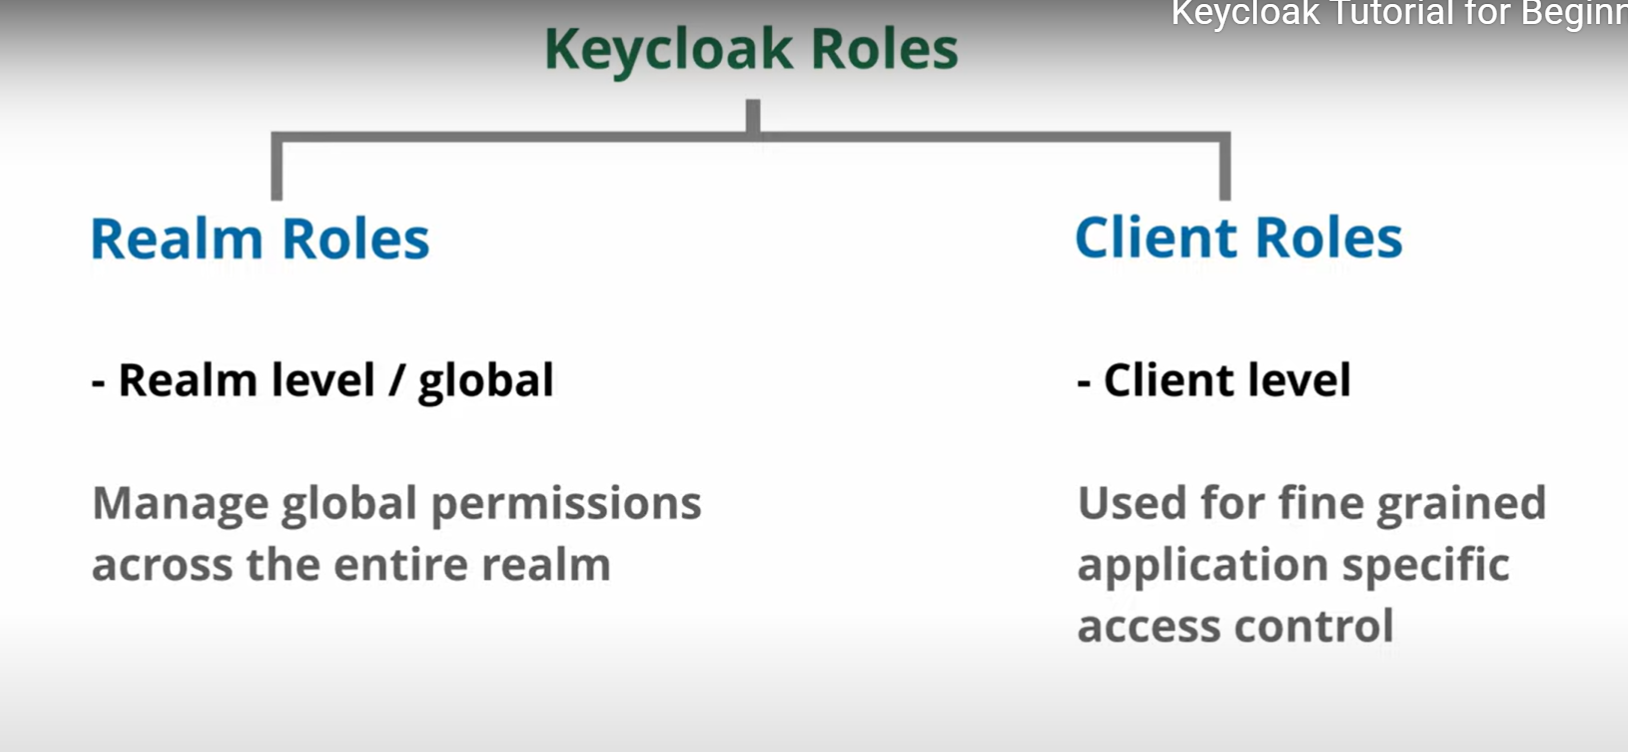 Keycloak Tutorial for
Keycloak Roles
Realm Roles
- Realm level / global
Manage global permissions
across the entire realm
Client Roles
- Client level
Used for fine grained
application specific
access control